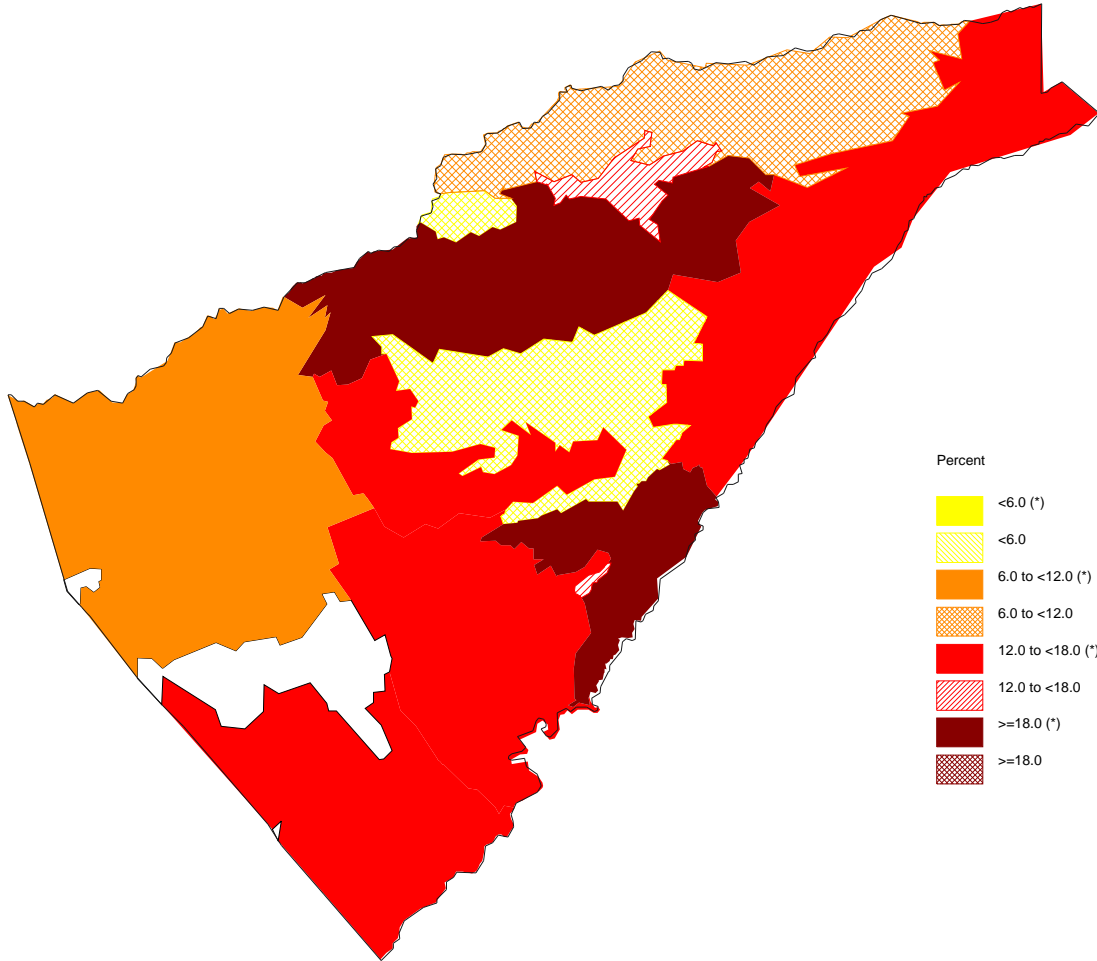 Percent
<6.0 (*)
<6.0
6.0 to <12.0 (*)
6.0 to <12.0
12.0 to <18.0 (*)
12.0 to <18.0
>=18.0 (*)
>=18.0